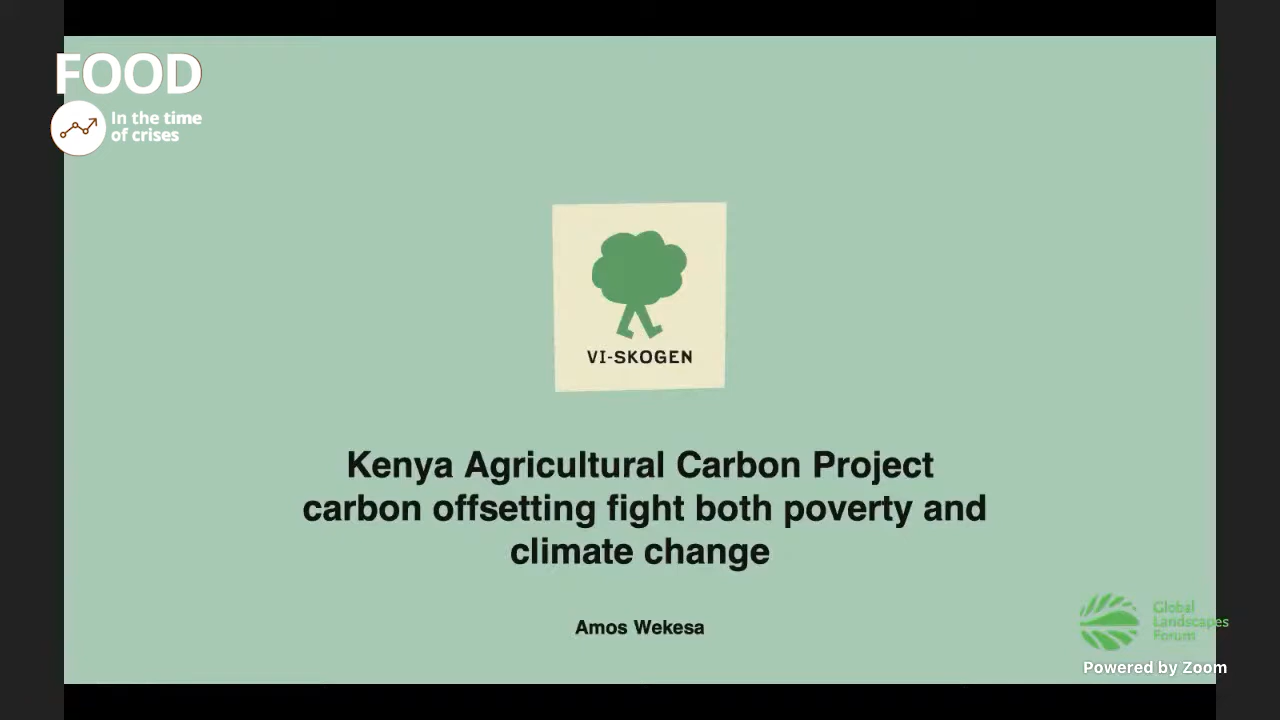 FOOD
In the time
of crises
VI-SKOGEN
Kenya Agricultural Carbon Project
carbon offsetting fight both poverty and
climate change
Amos Wekesa
Global
Landscapes
Forum
Powered by Zoom